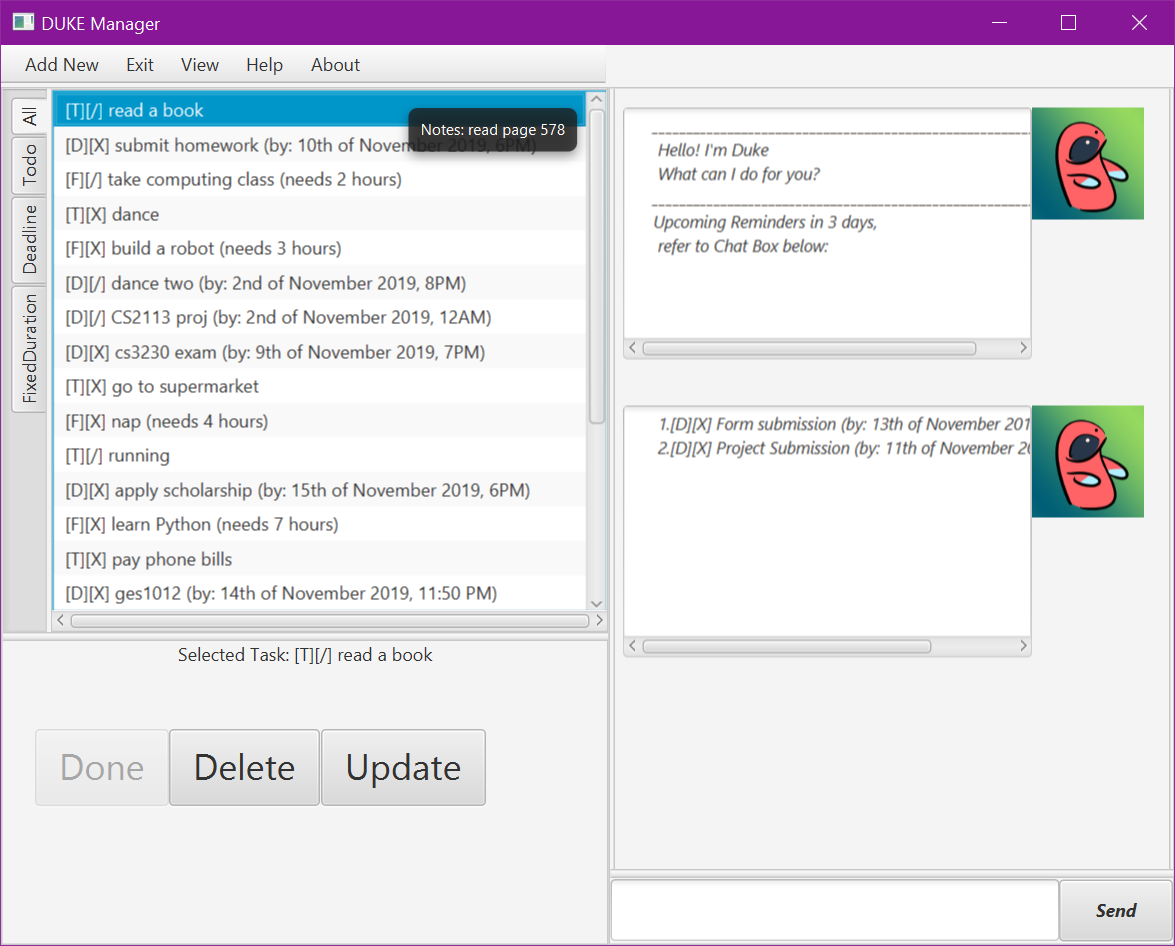 DUKE Manager
Add New Exit View Help About
All
Todo
Deadline
FixedDuration
[T][/] read a book
Notes: read page 578
[D][X] submit homework (by: 10th of November 2019, 6PM)
[F][/] take computing class (needs 2 hours)
[T][X] dance
[F][X] build a robot (needs 3 hours)
[D][/] dance two (by: 2nd of November 2019, 8PM)
[D][/] CS2113 proj (by: 2nd of November 2019, 12AM)
[D][X] cs3230 exam (by: 9th of November 2019, 7PM)
[T][X] go to supermarket
[F][X] nap (needs 4 hours)
[T][/] running
[D][X] apply scholarship (by: 15th of November 2019, 6PM)
[F][X] learn Python (needs 7 hours)
[T][X] pay phone bills
[D][X] ges1012 (by: 14th of November 2019, 11:50 PM)
Selected Task: [T][/] read a book
Done Delete Update
Hello! I'm Duke
What can I do for you?
Upcoming Reminders in 3 days,
refer to Chat Box below:
1.[D][X] Form submission (by: 13th of November 201
2.[D][X] Project Submission (by: 11th of November 20
Send